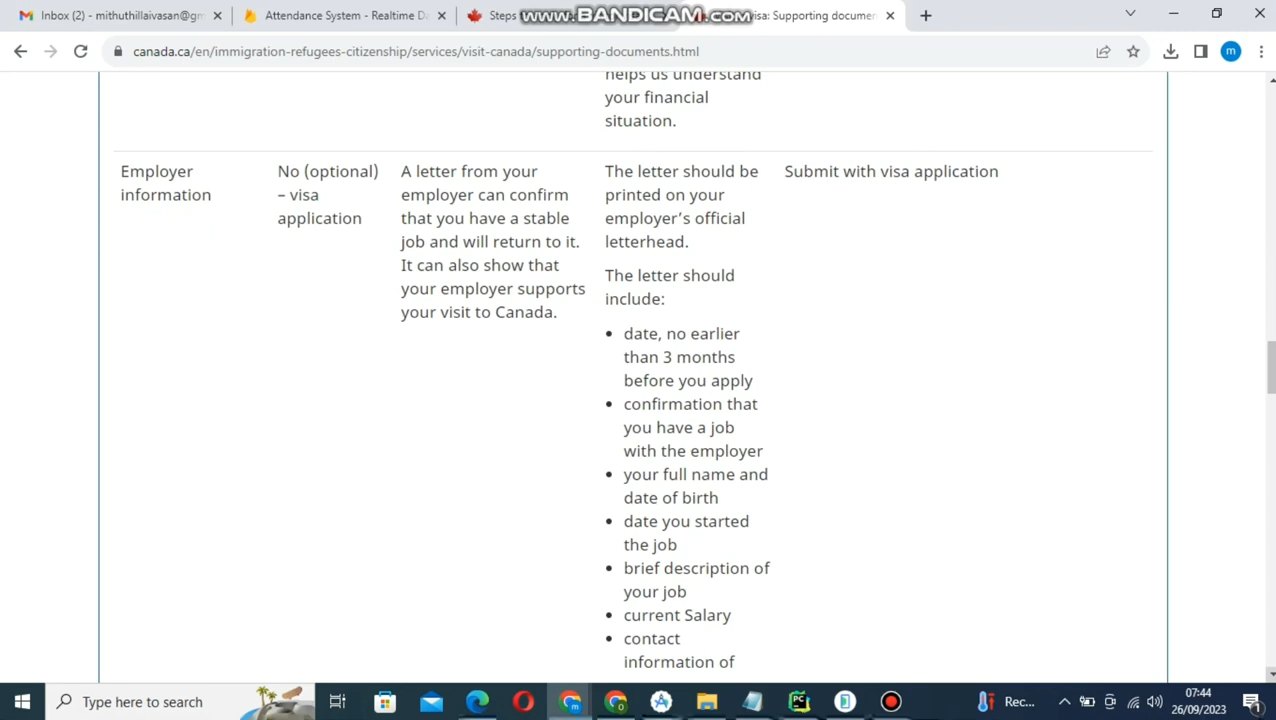 Inbox (2) - mithuthillaivasan@gm
Attendance System - Realtime Da
Steps
www.BANDICAM.com
visa: Supporting documen
canada.ca/en/immigration-refugees-citizenship/services/visit-canada/supporting-documents.html
m
helps us understand
your financial
situation.
Employer
information
No (optional)
– visa
application
A letter from your
employer can confirm
that you have a stable
job and will return to it.
It can also show that
your employer supports
your visit to Canada.
The letter should be
printed on your
employer’s official
letterhead.
The letter should
include:
• date, no earlier
than 3 months
before you apply
• confirmation that
you have a job
with the employer
• your full name and
date of birth
• date you started
the job
• brief description of
your job
• current Salary
• contact
information of
Submit with visa application
Type here to search
Rec...
07:44
26/09/2023